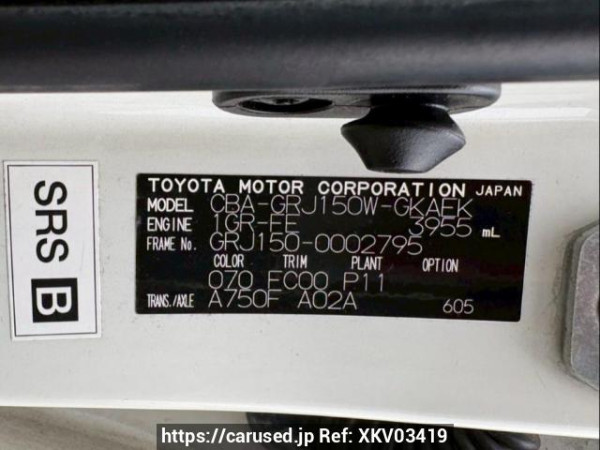 SRS B
TOYOTA MOTOR CORPORATION JAPAN
MODEL CBA-GRJ150W-GKAEK
ENGINE 1GR-FE 3955 mL
FRAME No. GRJ150-0002795
COLOR TRIM PLANT OPTION
070 FC00 P11
TRANS./AXLE A750F A02A 605
https://carused.jp Ref: XKV03419